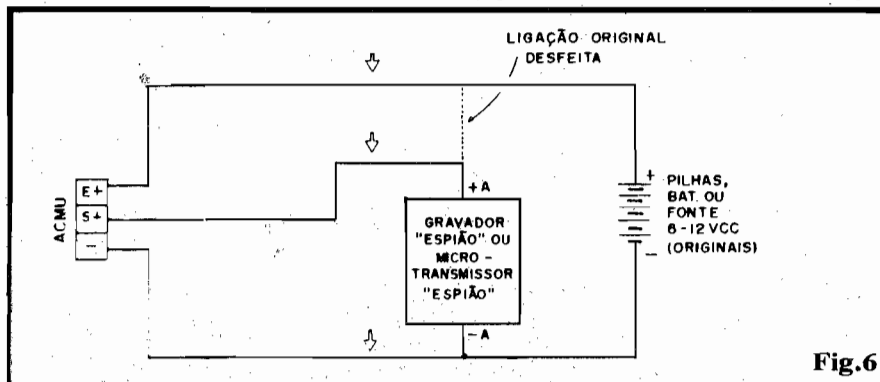 LIGAÇÃO ORIGINAL
DESFEITA
ACMU
E+
S+
-
+A
GRAVADOR
"ESPIÃO" OU
MICRO -
TRANSMISSOR
"ESPIÃO"
-A
+
PILHAS,
BAT. OU
FONTE
6-12 VCC
(ORIGINAIS)
-
Fig.6